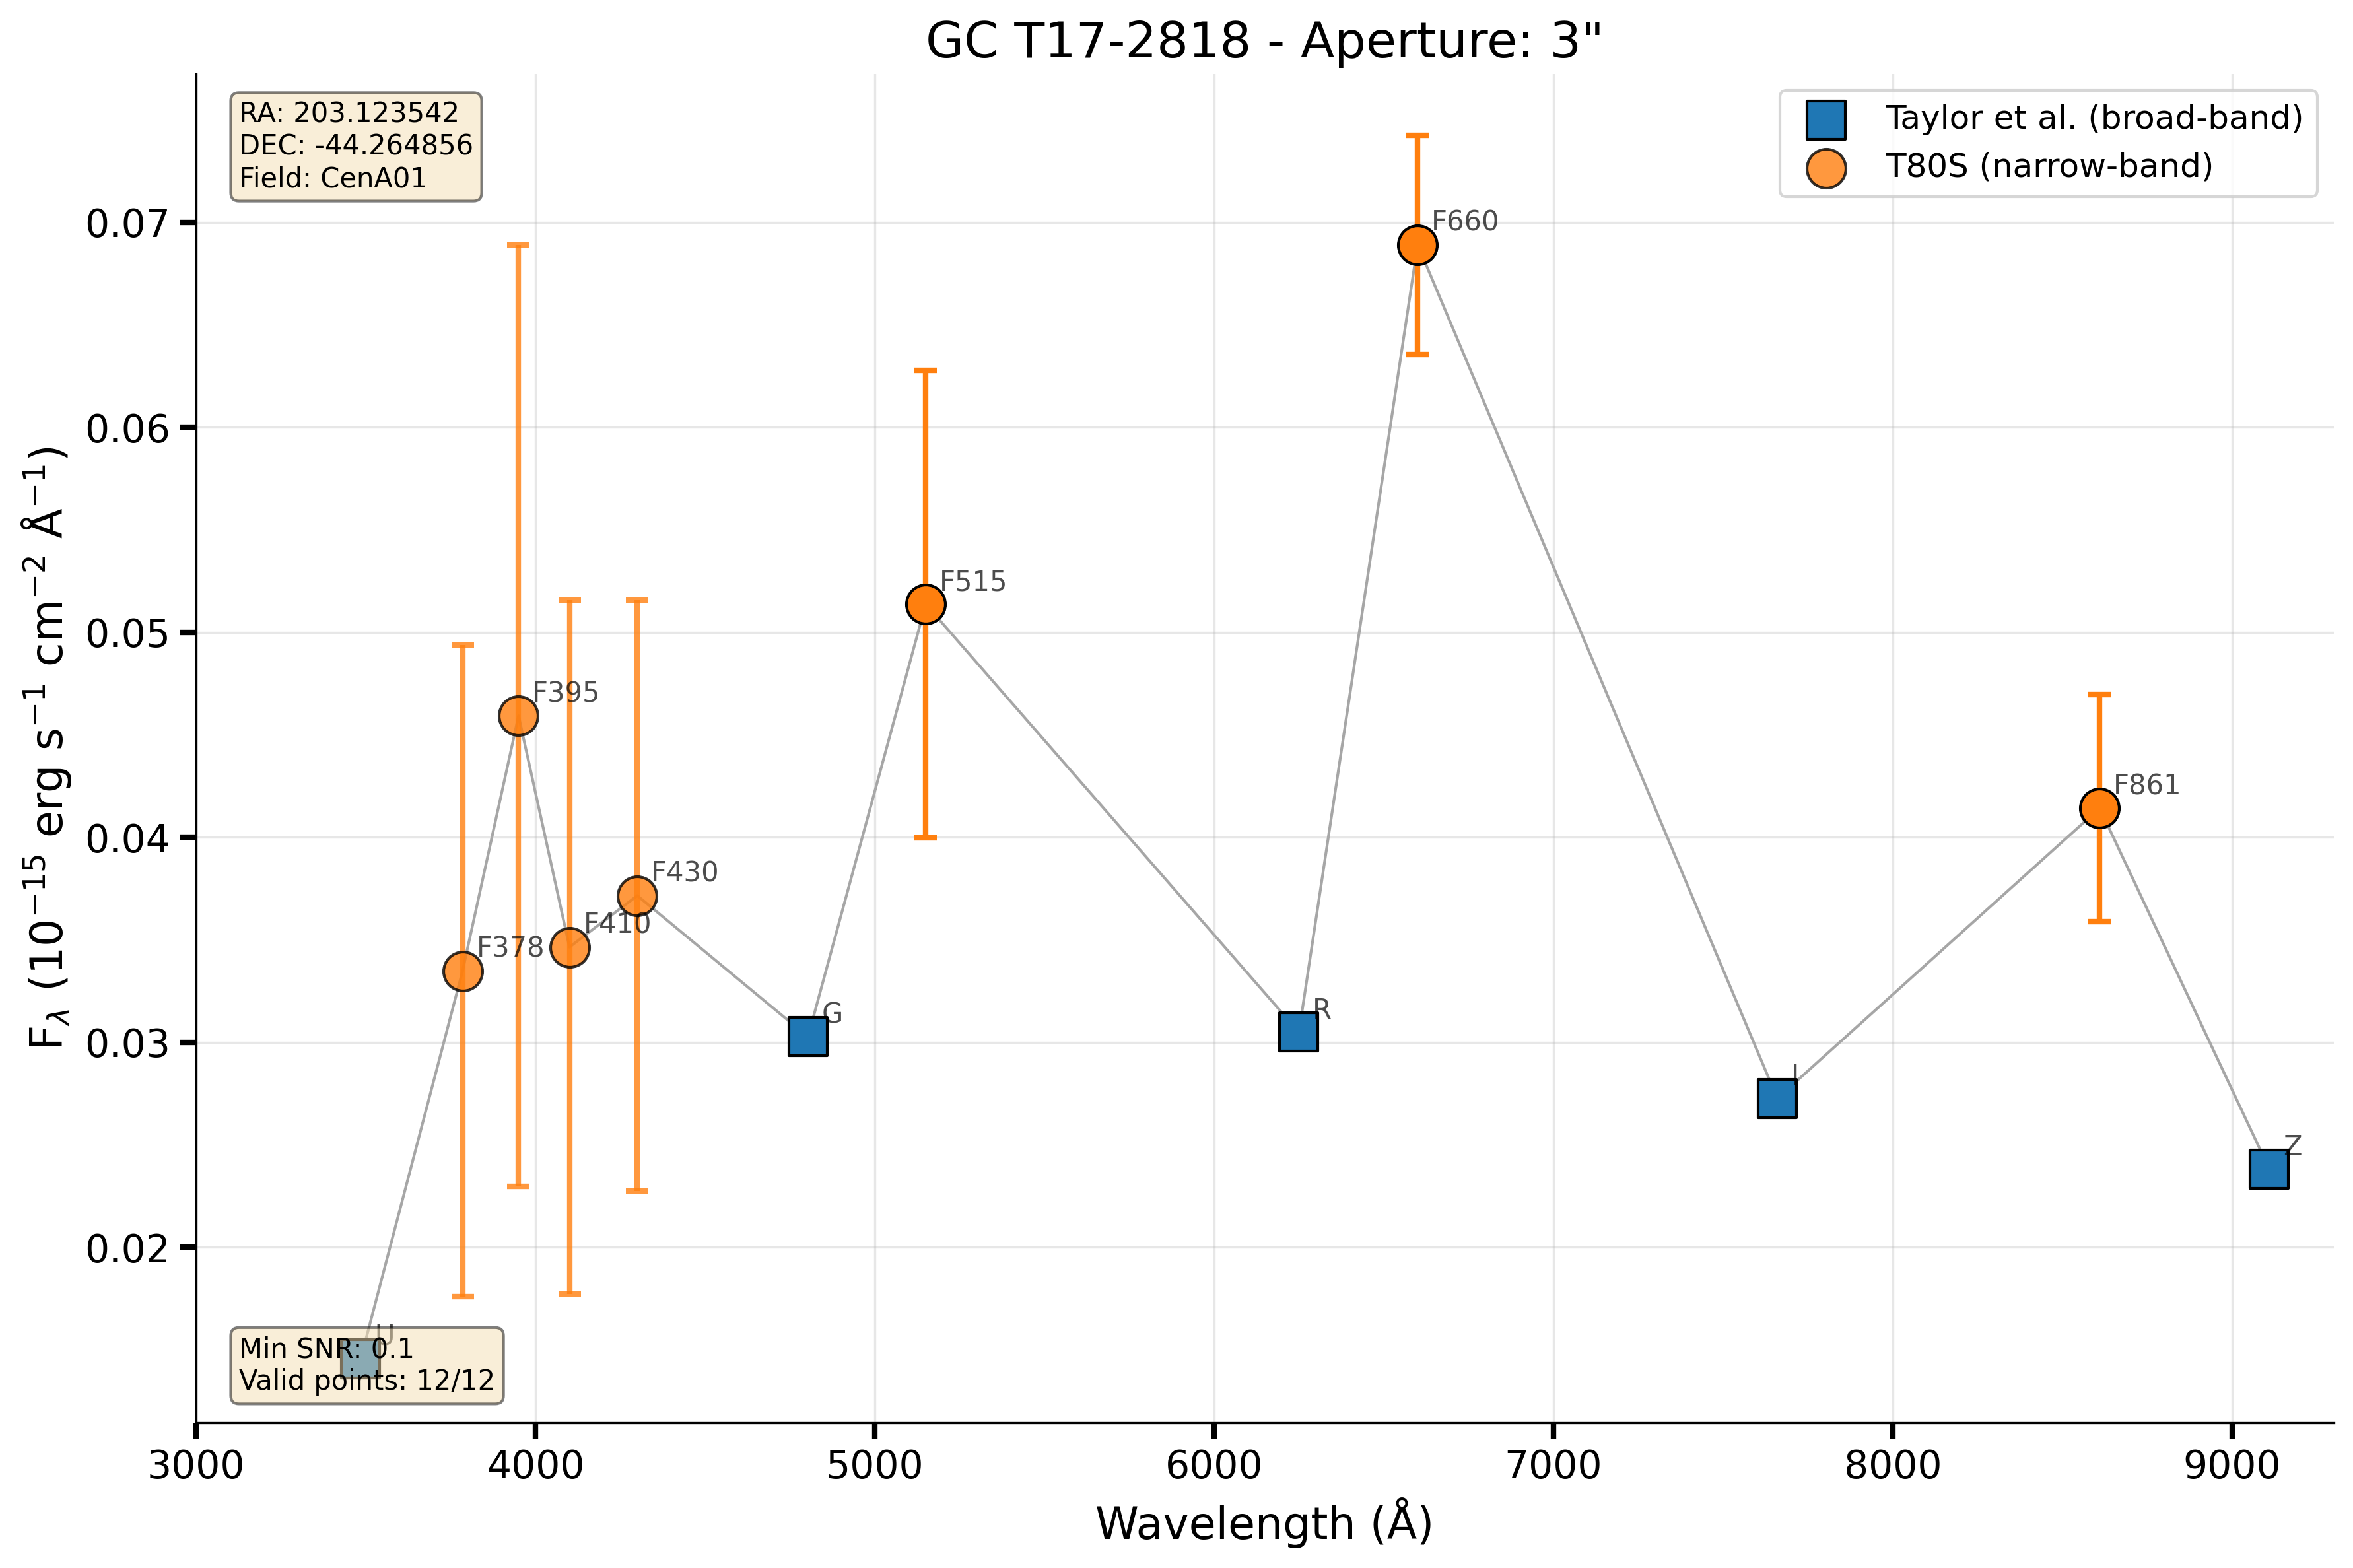 GC T17-2818 - Aperture: 3"
RA: 203.123542
DEC: -44.264856
Field: CenA01
Taylor et al. (broad-band)
T80S (narrow-band)
F660
F515
F395
F861
F430
F410
F378
G
R
I
Z
U
Min SNR: 0.1
Valid points: 12/12
0.07
0.06
0.05
0.04
0.03
0.02
F_λ (10⁻¹⁵ erg s⁻¹ cm⁻² Å⁻¹)
3000 4000 5000 6000 7000 8000 9000
Wavelength (Å)